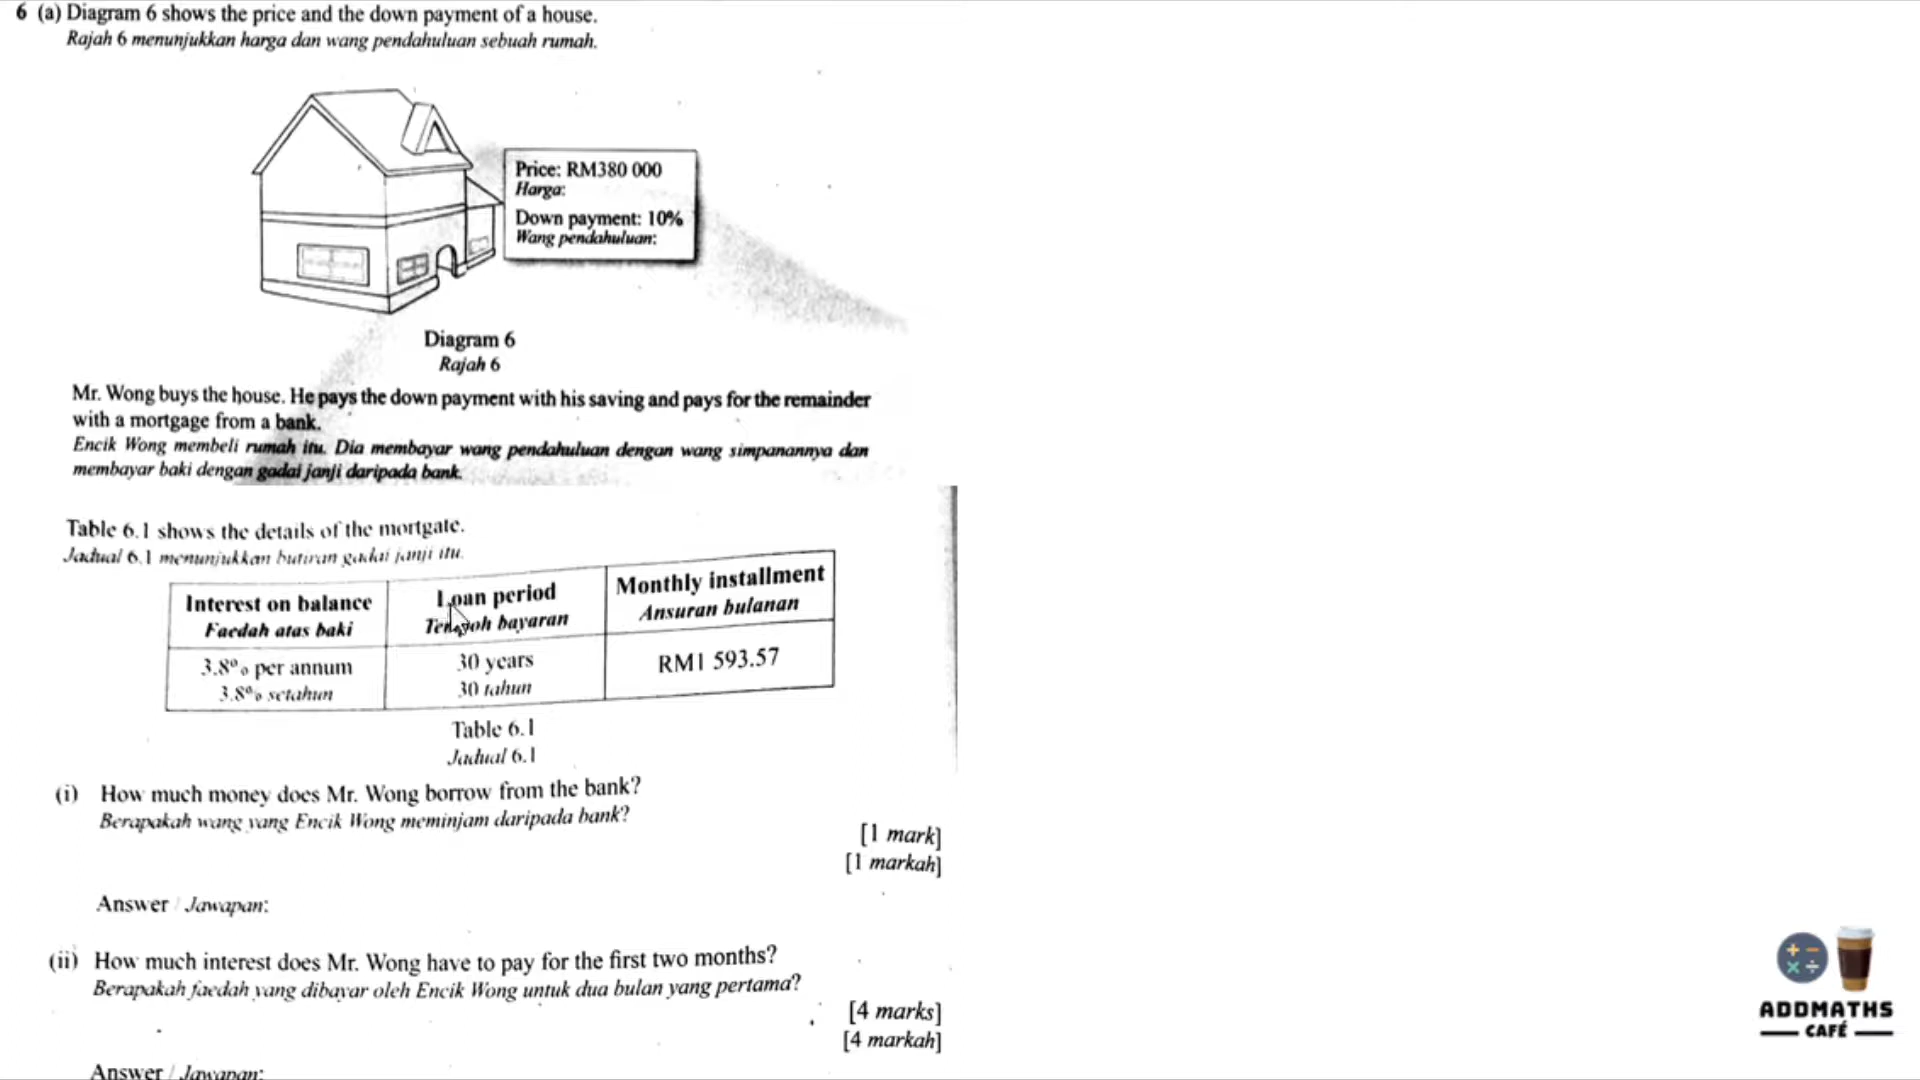 6 (a) Diagram 6 shows the price and the down payment of a house.
Rajah 6 menunjukkan harga dan wang pendahuluan sebuah rumah.
Price: RM380 000
Harga:
Down payment: 10%
Wang pendahuluan:
Diagram 6
Rajah 6
Mr. Wong buys the house. He pays the down payment with his saving and pays for the remainder
with a mortgage from a bank.
Encik Wong membeli rumah itu. Dia membayar wang pendahuluan dengan wang simpanannya dan
membayar baki dengan gadai janji daripada bank.
Table 6.1 shows the details of the mortgate.
Jadual 6.1 menunjukkan butiran gadai janji itu.
Interest on balance
Faedah atas baki
Loan period
Tempoh bayaran
Monthly installment
Ansuran bulanan
3.8% per annum
3.8% setahun
30 years
30 tahun
RM1 593.57
Table 6.1
Jadual 6.1
(i) How much money does Mr. Wong borrow from the bank?
Berapakah wang yang Encik Wong meminjam daripada bank?
[1 mark]
[1 markah]
Answer / Jawapan:
(ii) How much interest does Mr. Wong have to pay for the first two months?
Berapakah faedah yang dibayar oleh Encik Wong untuk dua bulan yang pertama?
[4 marks]
[4 markah]
Answer / Jawapan:
ADDMATHS
CAFÉ